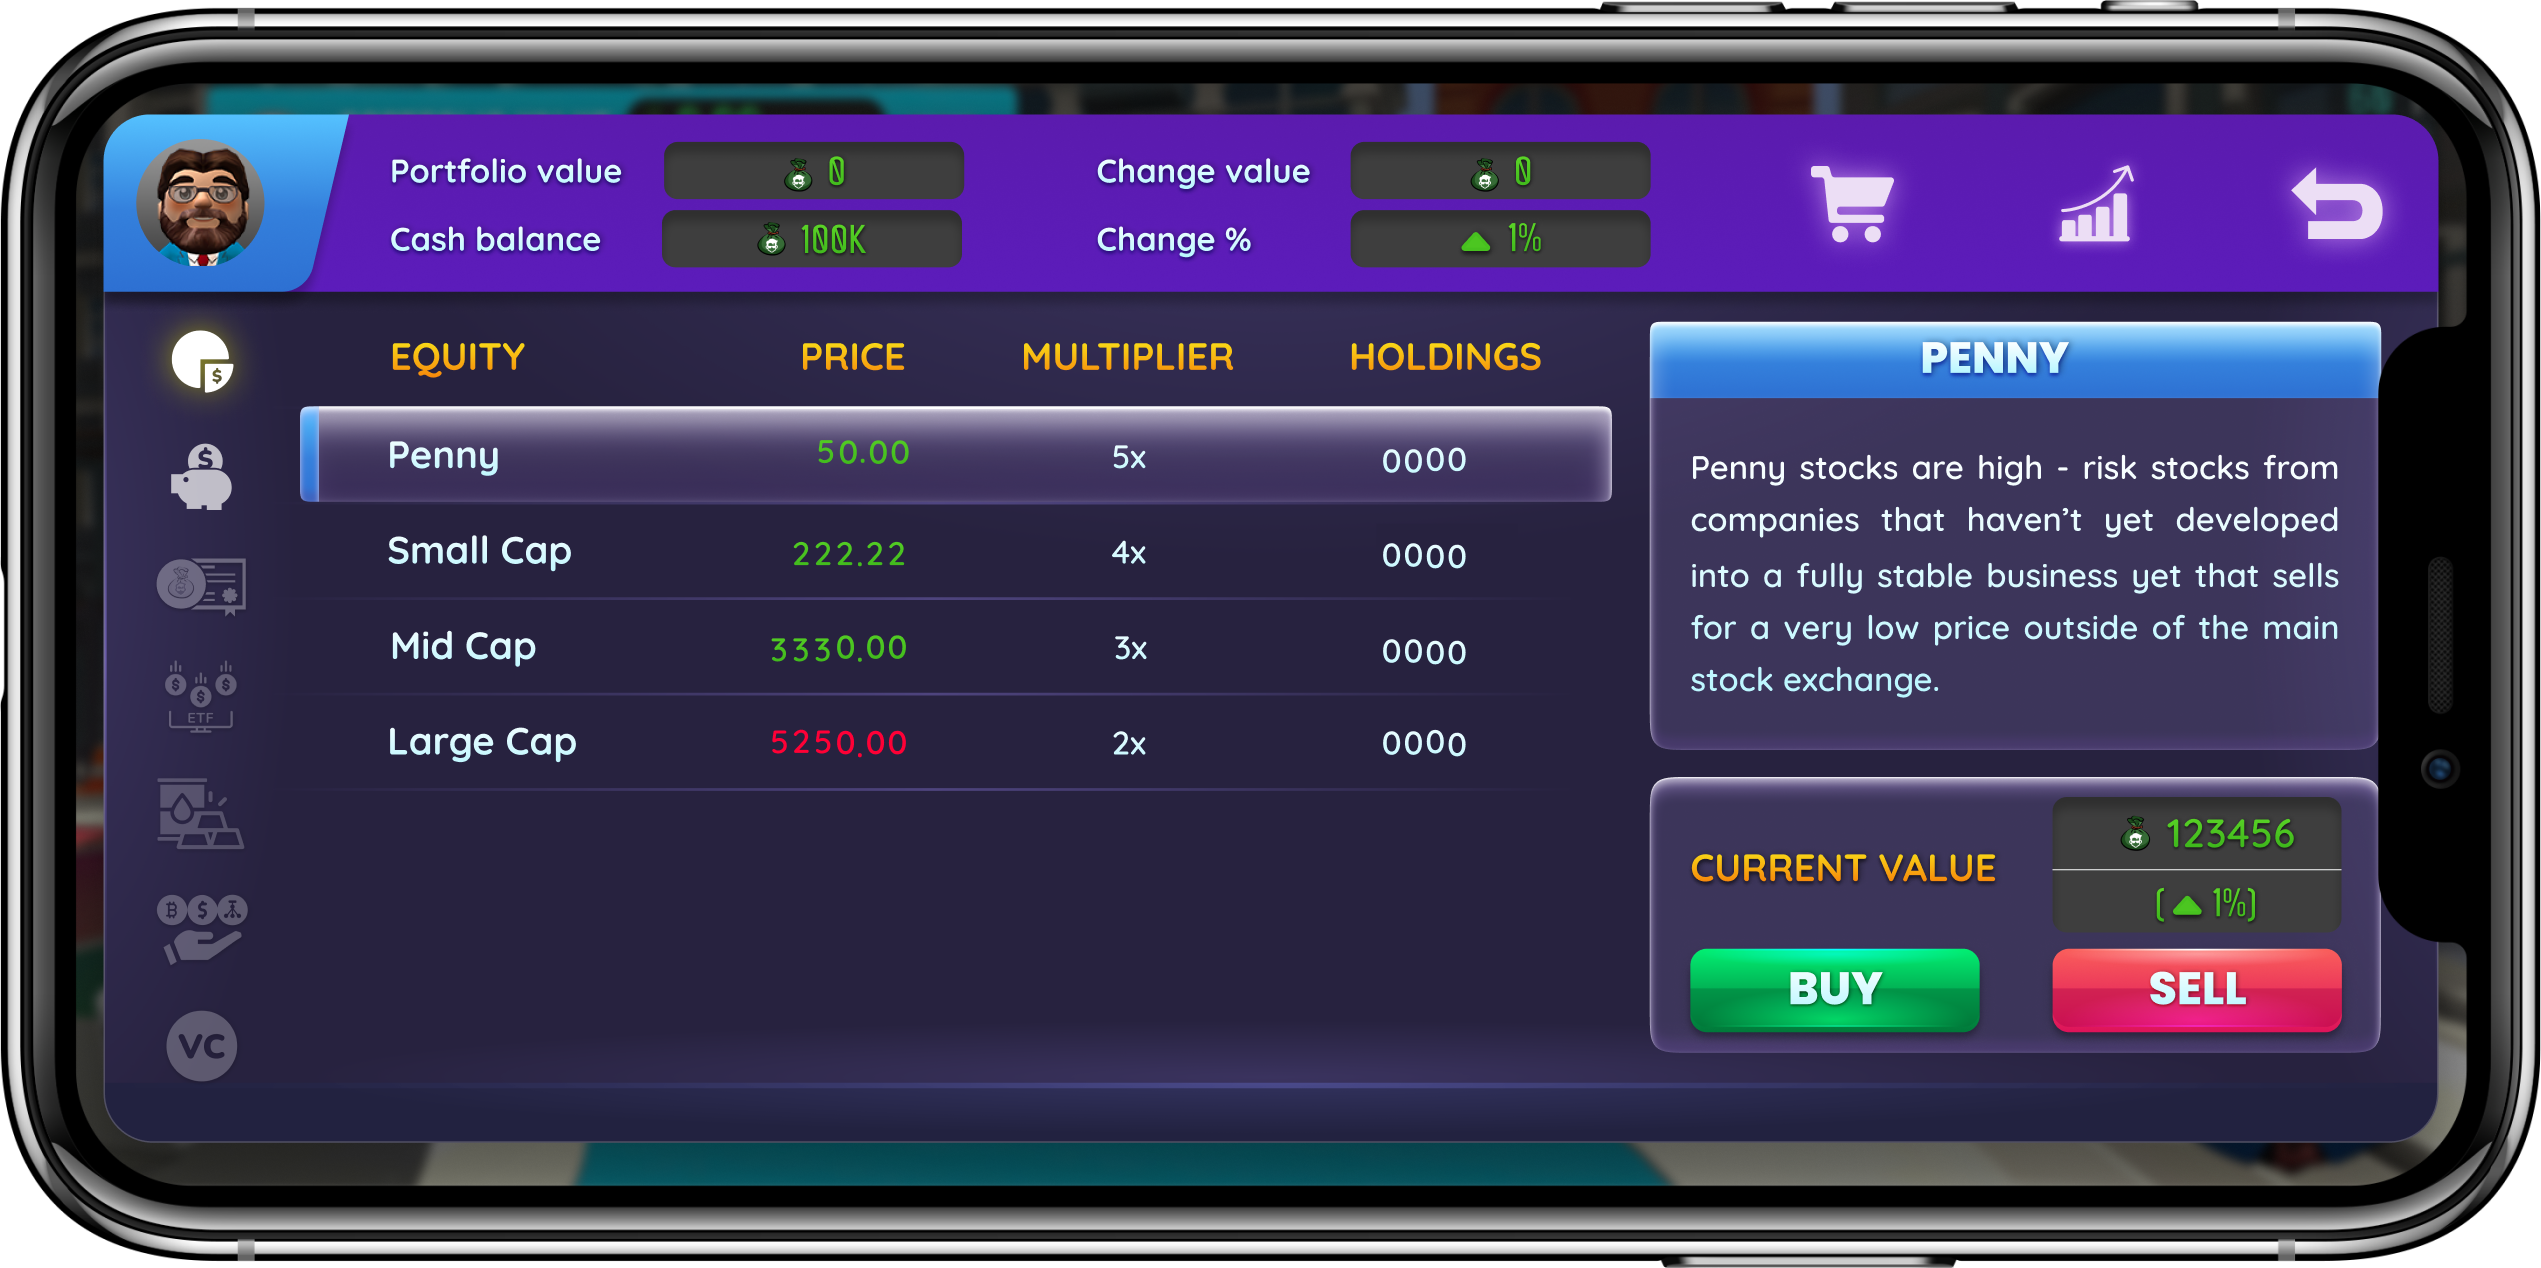 Portfolio value 0 Change value 0
Cash balance 100K Change % 1%
EQUITY PRICE MULTIPLIER HOLDINGS
Penny 50.00 5x 0000
Small Cap 222.22 4x 0000
Mid Cap 3330.00 3x 0000
Large Cap 5250.00 2x 0000
$
$
$ $ $
ETF
B $
VC
PENNY
Penny stocks are high - risk stocks from
companies that haven't yet developed
into a fully stable business yet that sells
for a very low price outside of the main
stock exchange.
CURRENT VALUE
123456
(▲ 1%)
BUY SELL